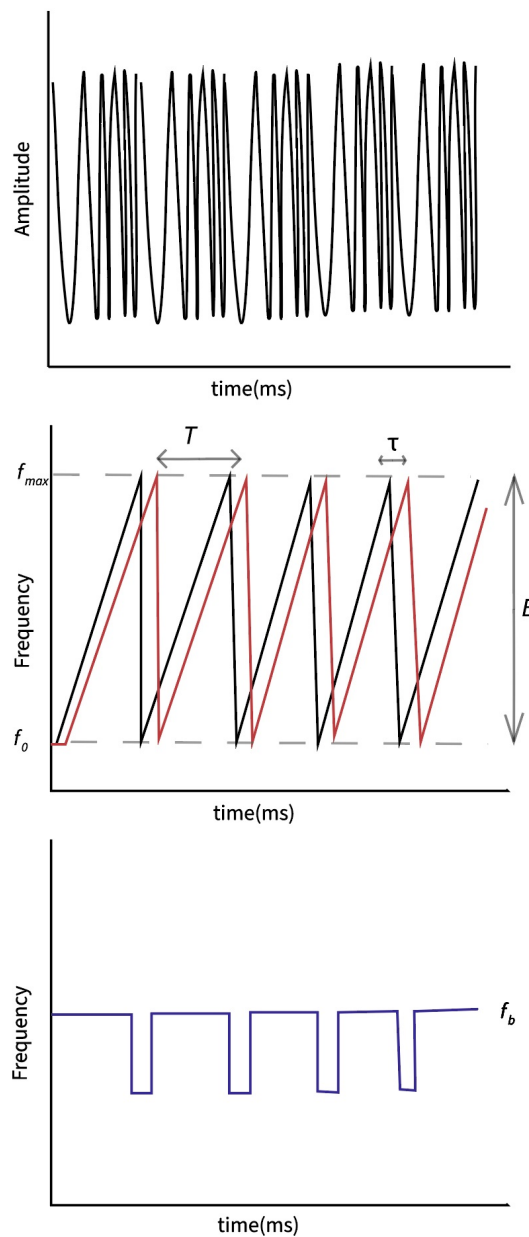 Amplitude
time(ms)
T
τ
fmax
Frequency
B
f0
time(ms)
Frequency
fb
time(ms)